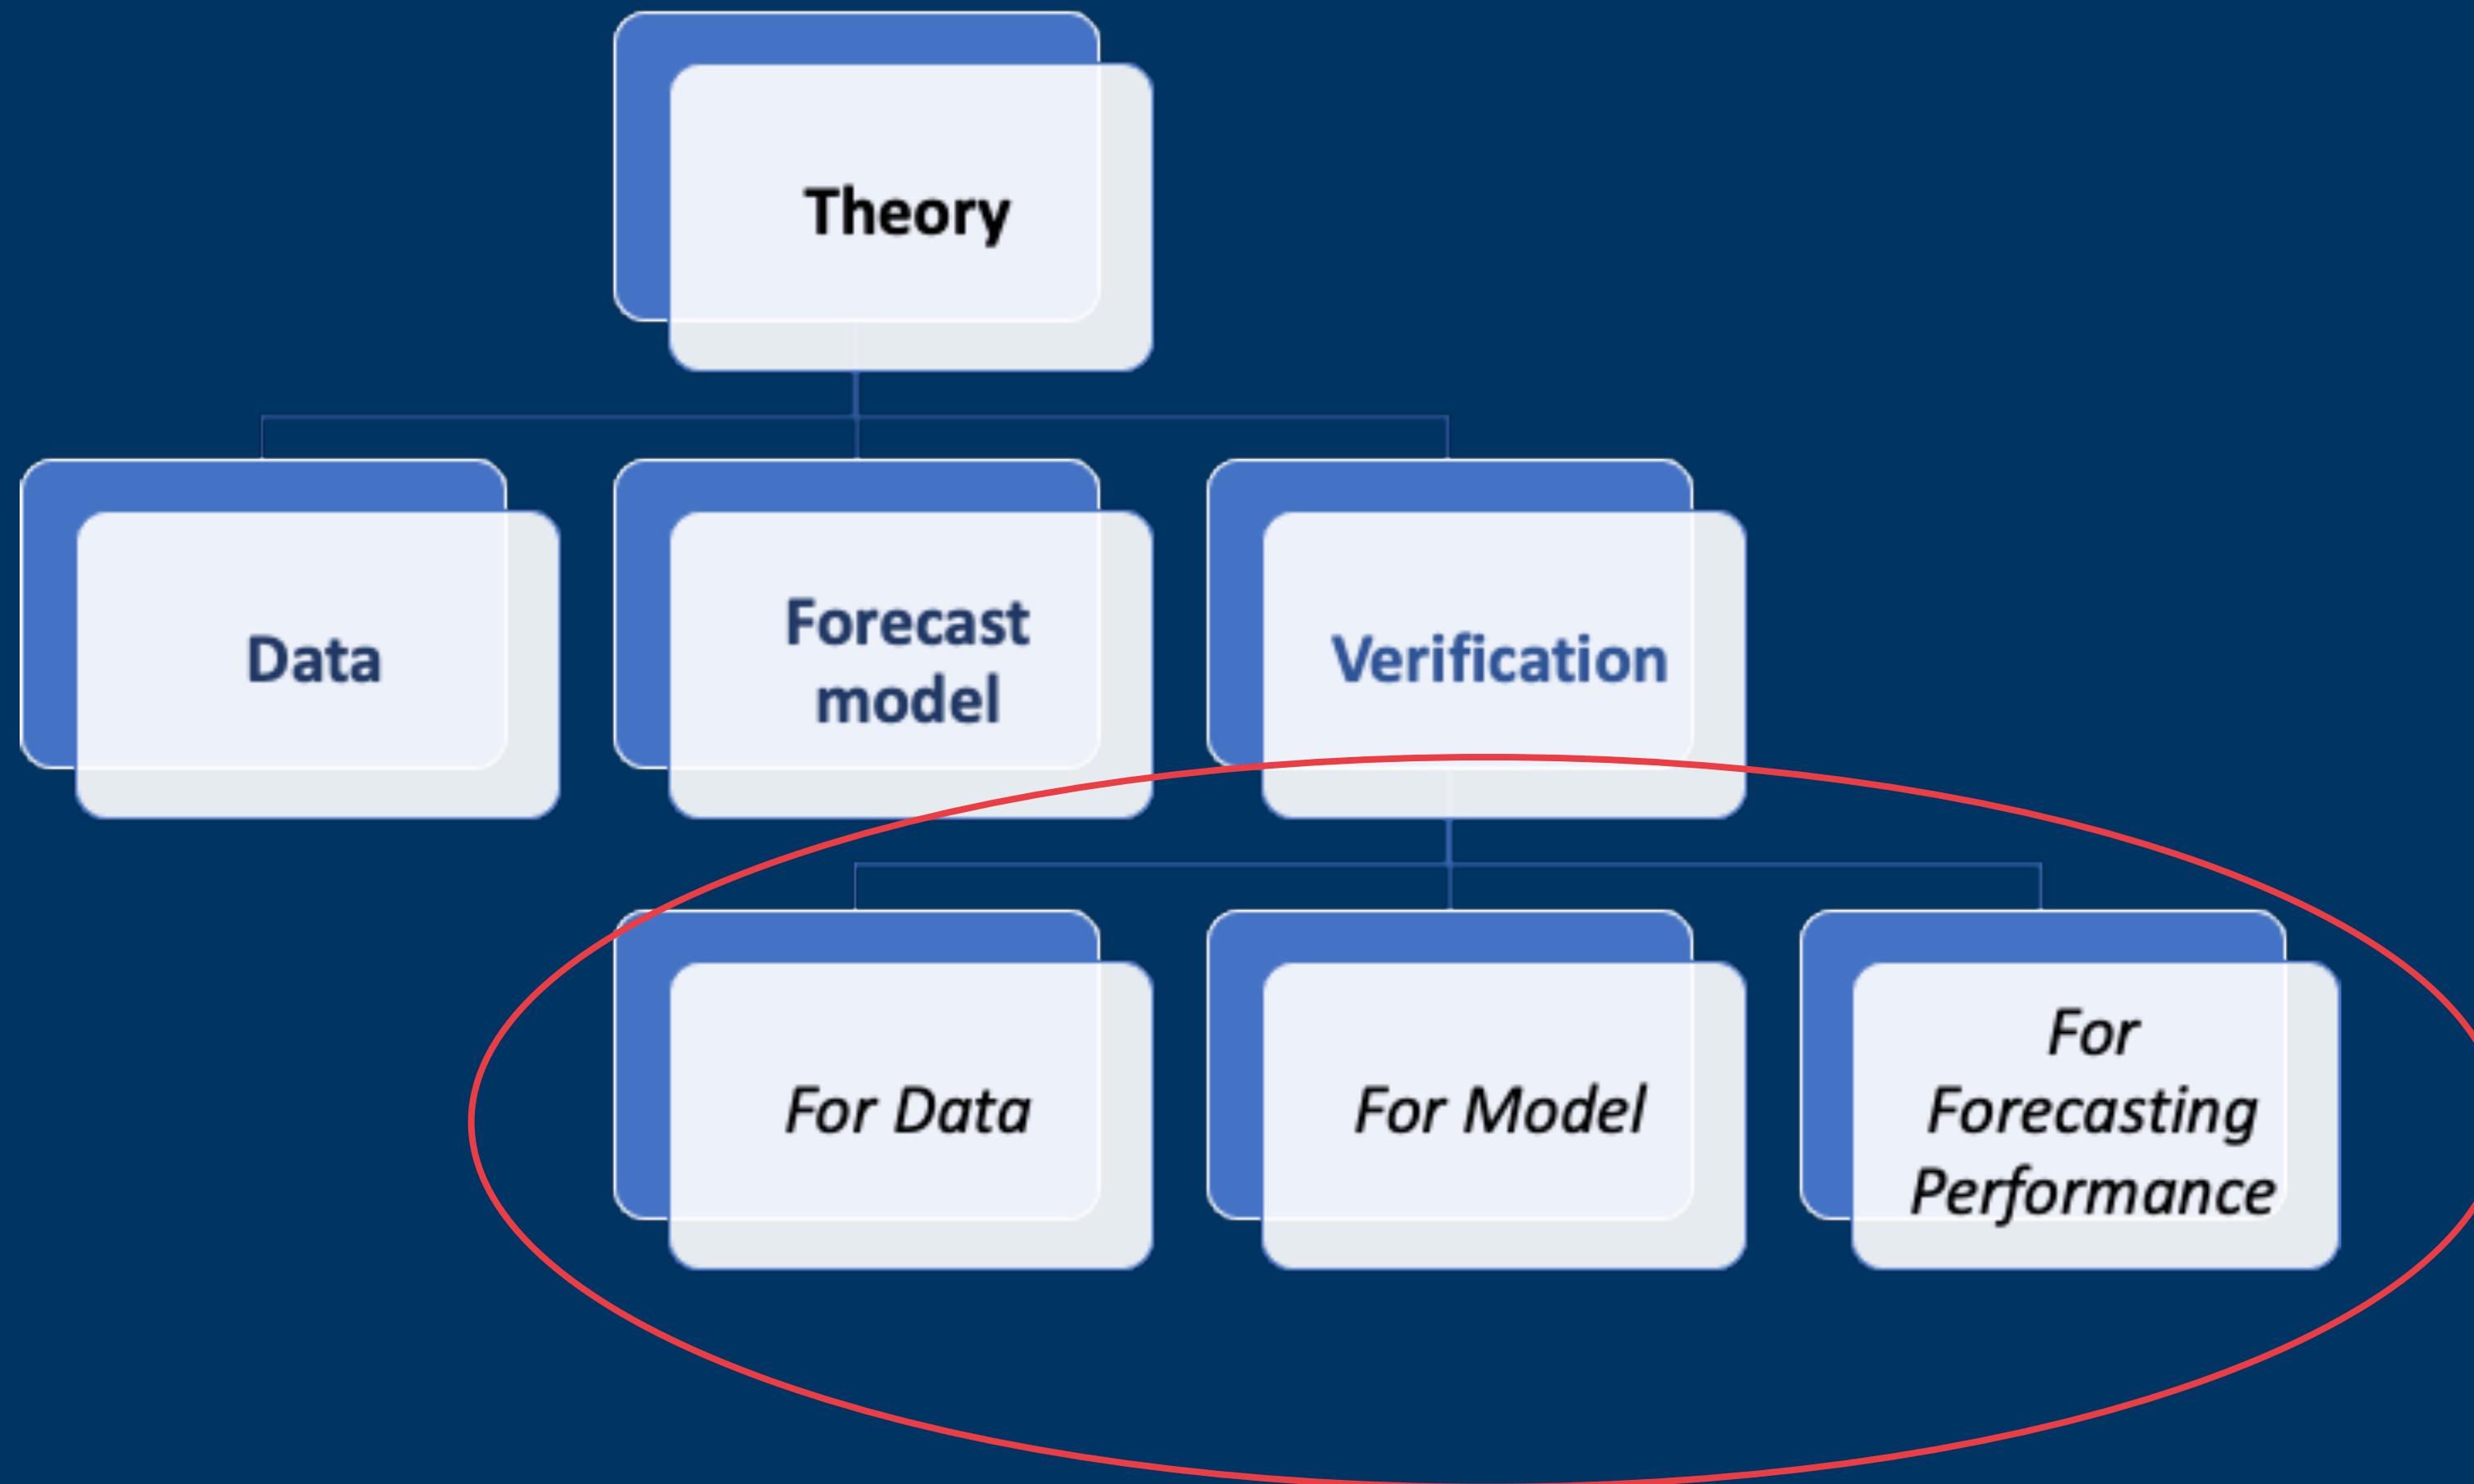 Theory
Data
Forecast
model
Verification
For Data
For Model
For
Forecasting
Performance